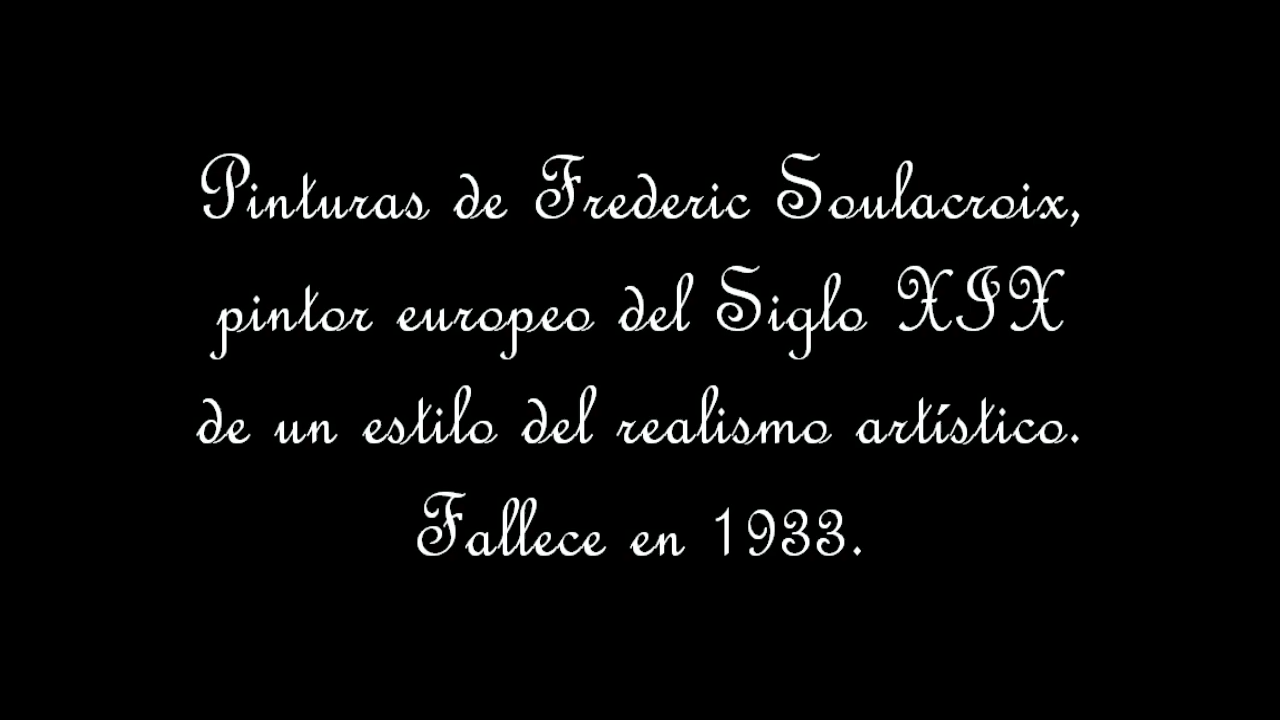 Pinturas de Frederic Soulacroix,
pintor europeo del Siglo XIX
de un estilo del realismo artístico.
Fallece en 1933.